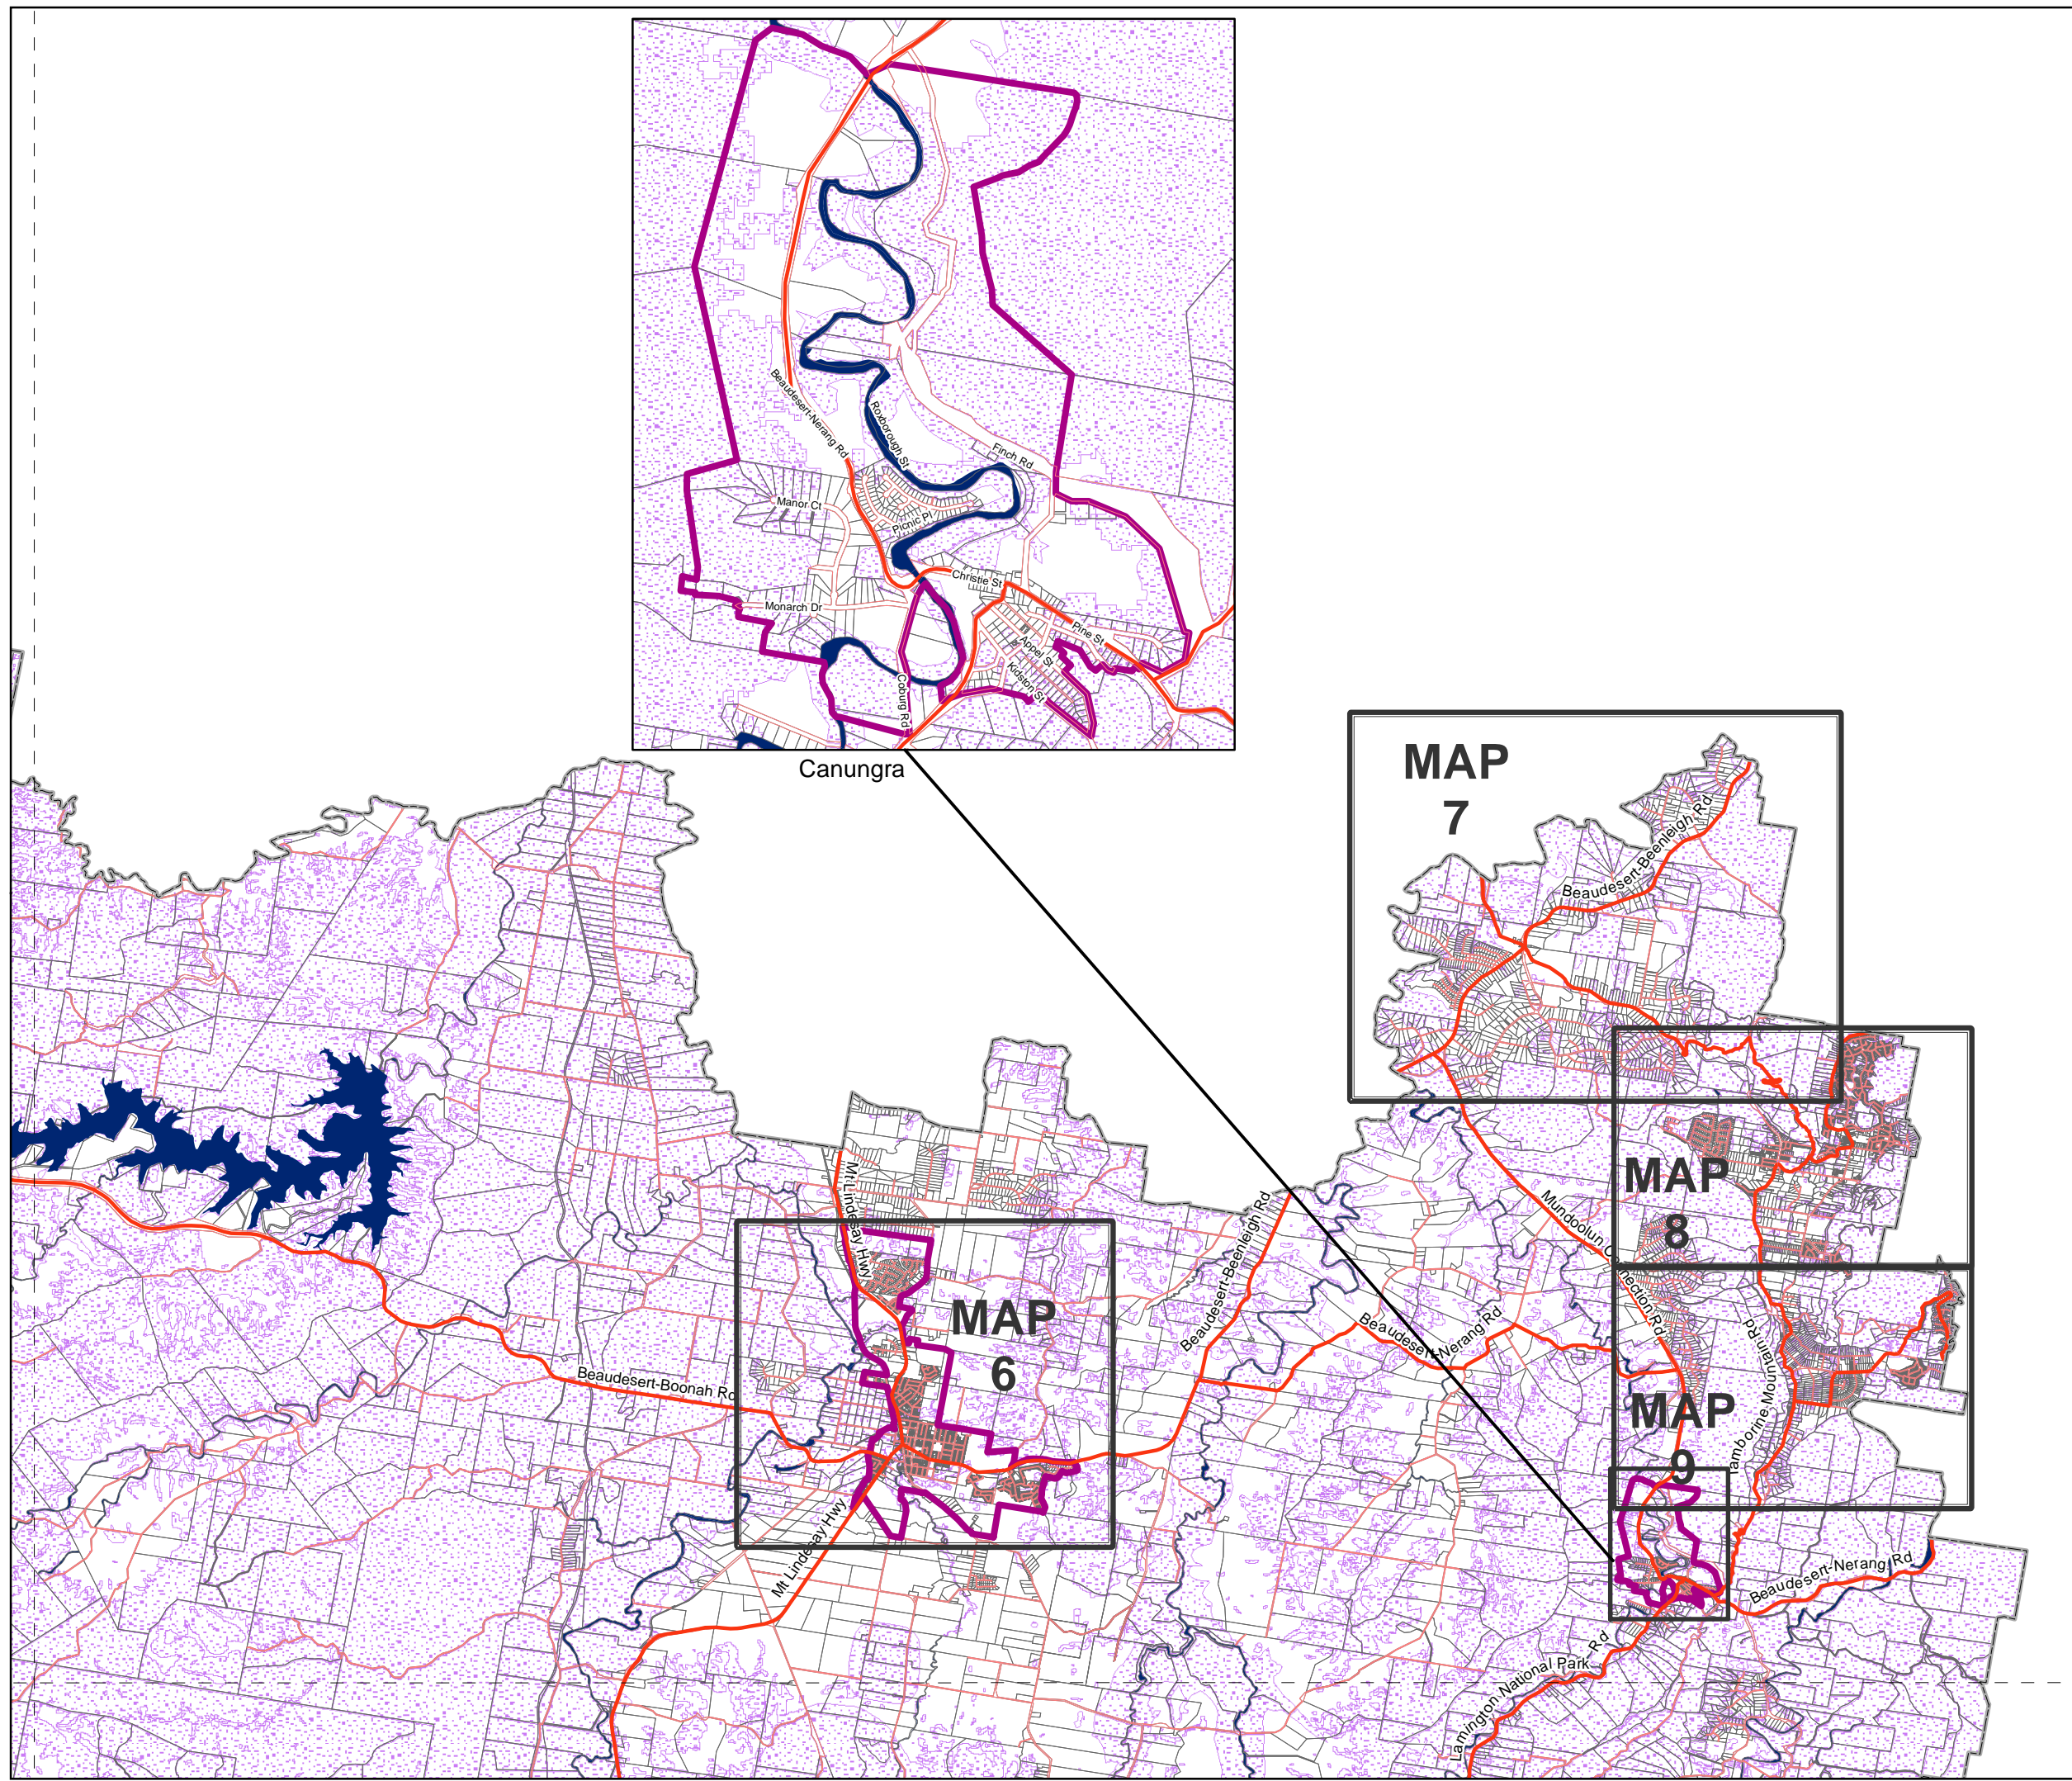 Beaudesert-Nerang Rd
Roxborough St
Finch Rd
Manor Ct
Picnic Pl
Christie St
Monarch Dr
Pine St
Appel St
Kidston St
Coburg Rd
Canungra
MAP
7
Beaudesert-Beenleigh Rd
MAP
8
Mt Lindesay Hwy
Mundoolun Connection Rd
Beaudesert-Beenleigh Rd
MAP
6
Beaudesert-Nerang Rd
Tamborine Mountain Rd
Beaudesert-Boonah Rd
MAP
9
Mt Lindesay Hwy
Beaudesert-Nerang Rd
Lamington National Park Rd